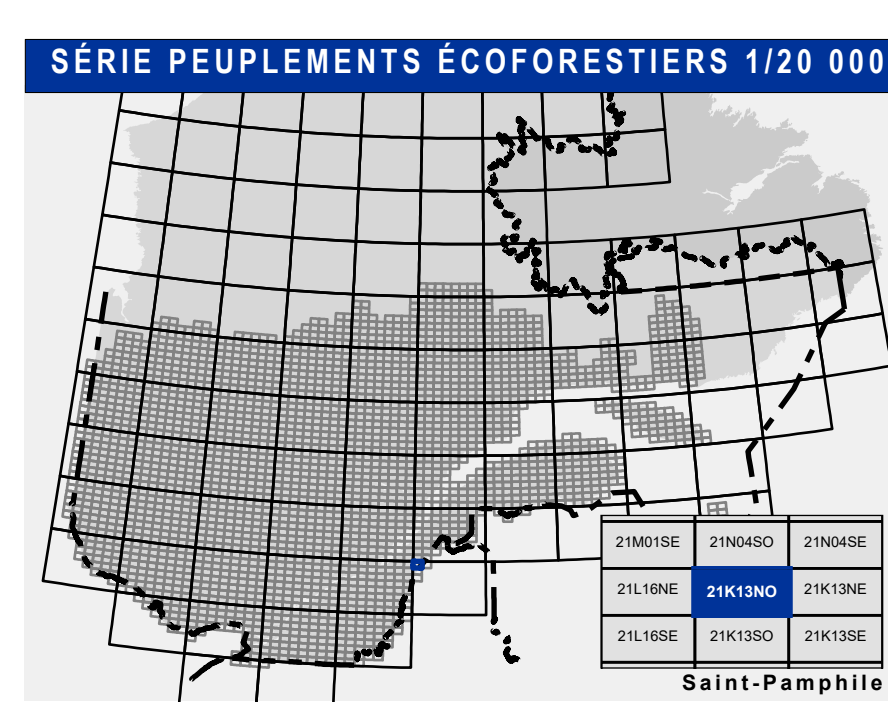 SÉRIE PEUPLEMENTS ÉCOFORESTIERS 1/20 000
21M01SE 21N04SO 21N04SE
21L16NE 21K13NO 21K13NE
21L16SE 21K13SO 21K13SE
Saint-Pamphile